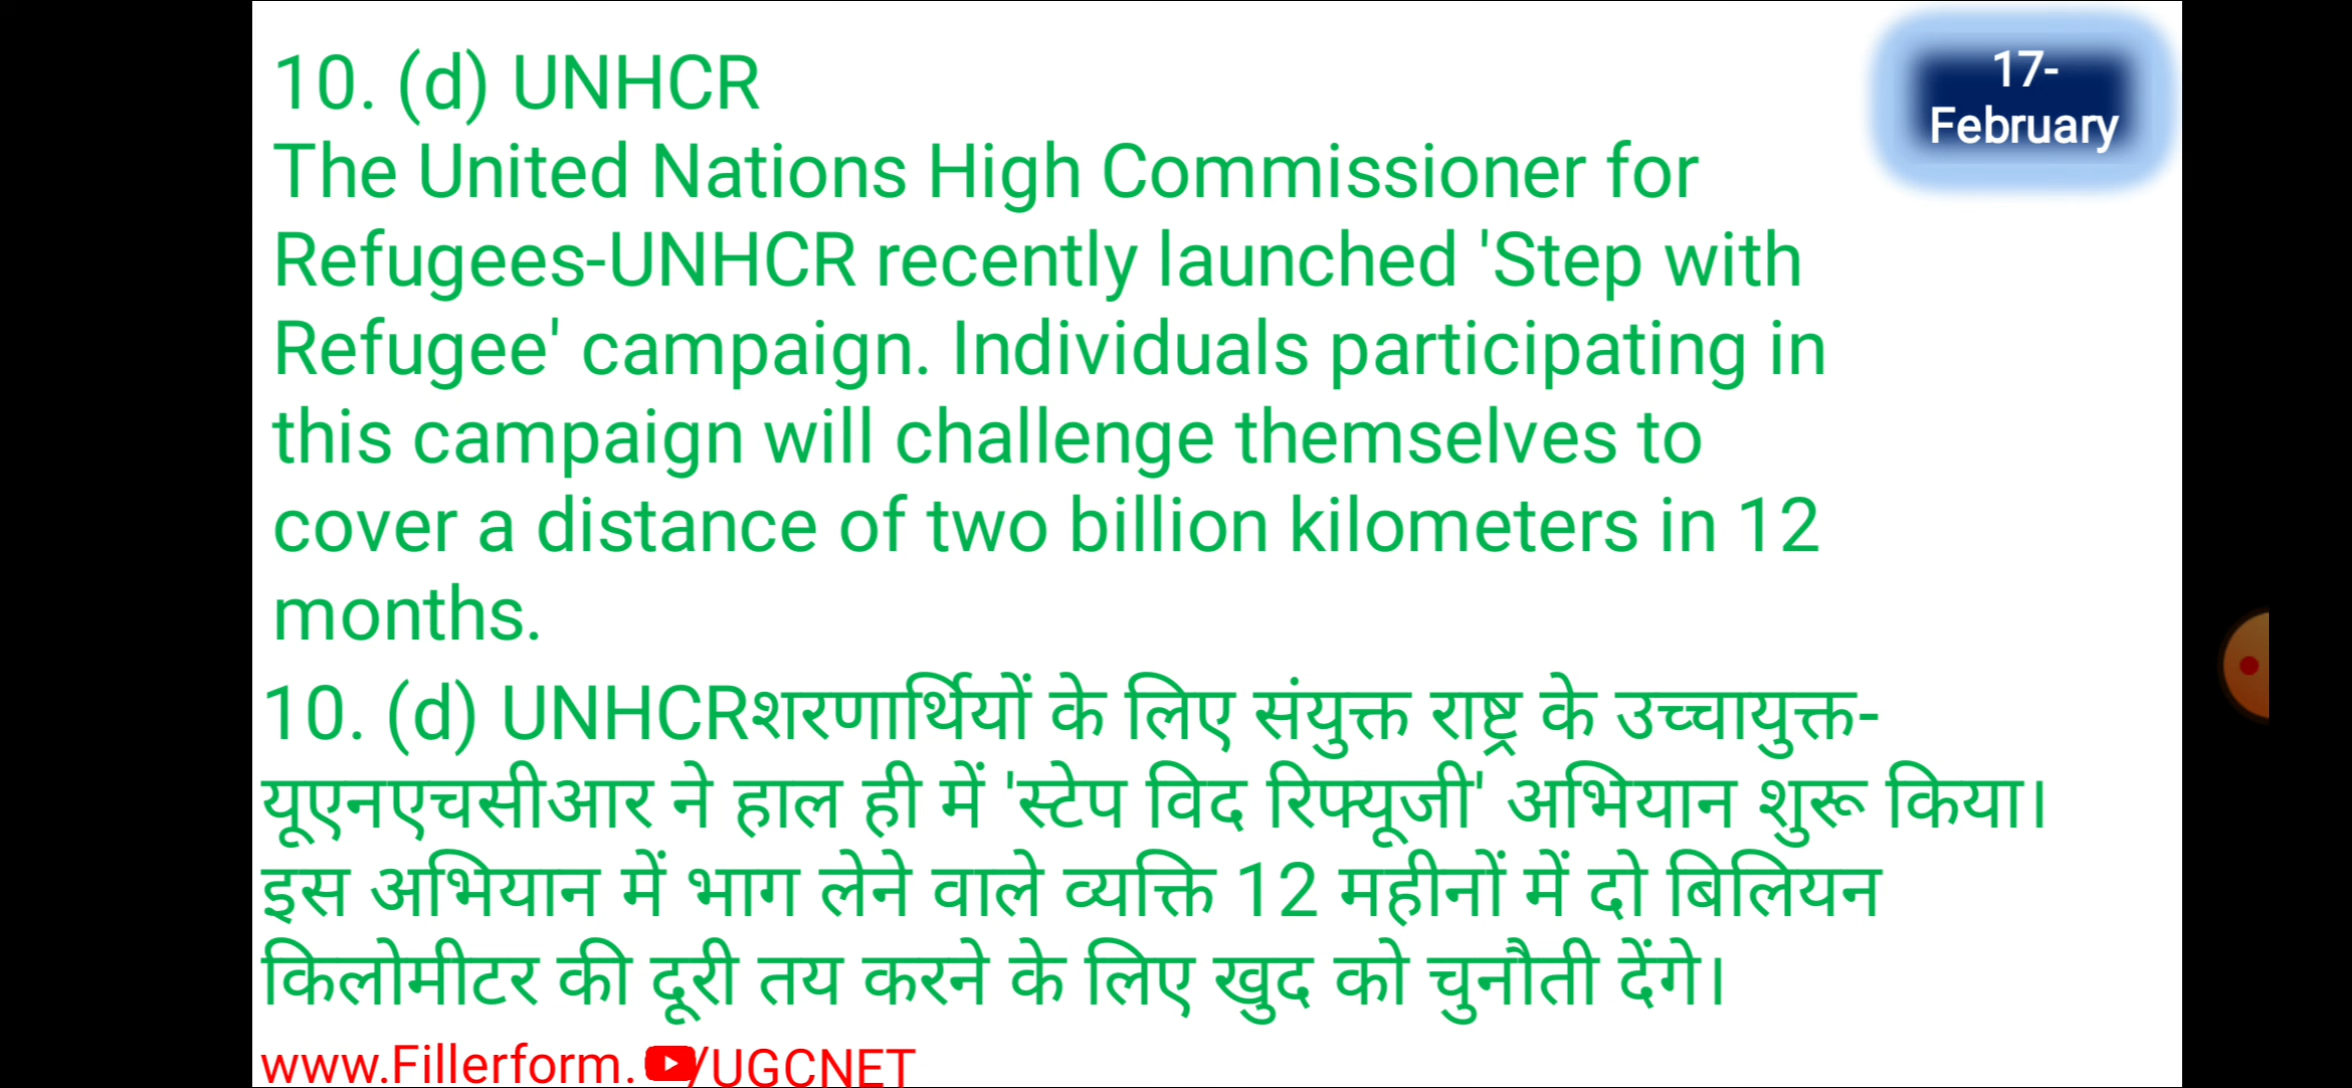 10. (d) UNHCR
17-
February
The United Nations High Commissioner for
Refugees-UNHCR recently launched 'Step with
Refugee' campaign. Individuals participating in
this campaign will challenge themselves to
cover a distance of two billion kilometers in 12
months.
10. (d) UNHCRशरणार्थियों के लिए संयुक्त राष्ट्र के उच्चायुक्त-
यूएनएचसीआर ने हाल ही में 'स्टेप विद रिफ्यूजी' अभियान शुरू किया।
इस अभियान में भाग लेने वाले व्यक्ति 12 महीनों में दो बिलियन
किलोमीटर की दूरी तय करने के लिए खुद को चुनौती देंगे।
www.Fillerform. /UGCNET